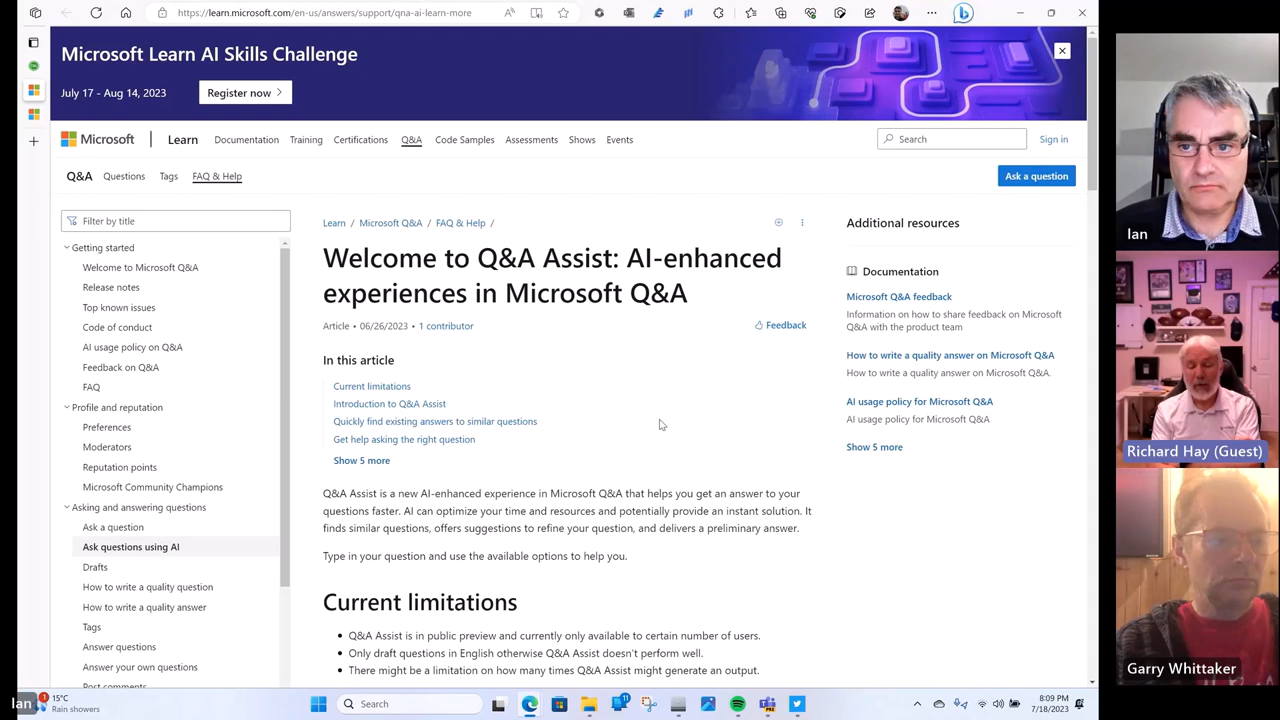 https://learn.microsoft.com/en-us/answers/support/qna-ai-learn-more
Microsoft Learn AI Skills Challenge
July 17 - Aug 14, 2023
Register now
Microsoft
Learn
Documentation
Training
Certifications
Q&A
Code Samples
Assessments
Shows
Events
Search
Sign in
Q&A
Questions
Tags
FAQ & Help
Ask a question
Filter by title
Getting started
Welcome to Microsoft Q&A
Release notes
Top known issues
Code of conduct
AI usage policy on Q&A
Feedback on Q&A
FAQ
Profile and reputation
Preferences
Moderators
Reputation points
Microsoft Community Champions
Asking and answering questions
Ask a question
Ask questions using AI
Drafts
How to write a quality question
How to write a quality answer
Tags
Answer questions
Answer your own questions
Post comments
Learn / Microsoft Q&A / FAQ & Help /
Welcome to Q&A Assist: AI-enhanced
experiences in Microsoft Q&A
Article • 06/26/2023 • 1 contributor
Feedback
In this article
Current limitations
Introduction to Q&A Assist
Quickly find existing answers to similar questions
Get help asking the right question
Show 5 more
Q&A Assist is a new AI-enhanced experience in Microsoft Q&A that helps you get an answer to your
questions faster. AI can optimize your time and resources and potentially provide an instant solution. It
finds similar questions, offers suggestions to refine your question, and delivers a preliminary answer.
Type in your question and use the available options to help you.
Current limitations
• Q&A Assist is in public preview and currently only available to certain number of users.
• Only draft questions in English otherwise Q&A Assist doesn't perform well.
• There might be a limitation on how many times Q&A Assist might generate an output.
Additional resources
Documentation
Microsoft Q&A feedback
Information on how to share feedback on Microsoft
Q&A with the product team
How to write a quality answer on Microsoft Q&A
How to write a quality answer on Microsoft Q&A.
AI usage policy for Microsoft Q&A
AI usage policy for Microsoft Q&A
Show 5 more
Ian
Richard Hay (Guest)
Garry Whittaker
Ian
1
15°C
Rain showers
Search
11
8:09 PM
7/18/2023